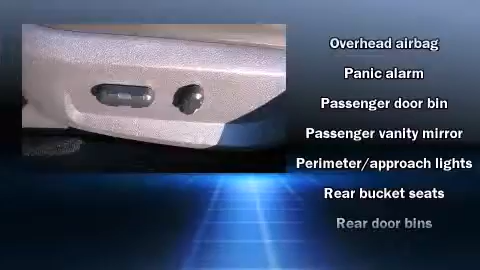 Overhead airbag
Panic alarm
Passenger door bin
Passenger vanity mirror
Perimeter/approach lights
Rear bucket seats
Rear door bins